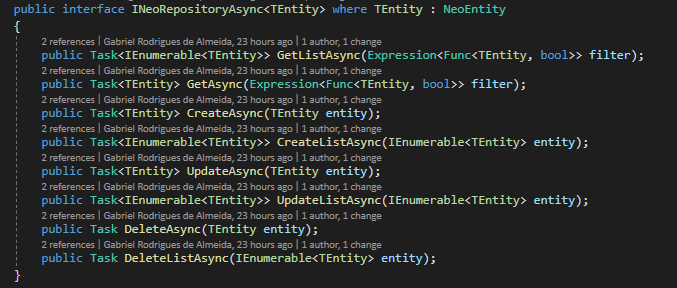 public interface INeoRepositoryAsync<TEntity> where TEntity : NeoEntity
{
2 references | Gabriel Rodrigues de Almeida, 23 hours ago | 1 author, 1 change
public Task<IEnumerable<TEntity>> GetListAsync(Expression<Func<TEntity, bool>> filter);
2 references | Gabriel Rodrigues de Almeida, 23 hours ago | 1 author, 1 change
public Task<TEntity> GetAsync(Expression<Func<TEntity, bool>> filter);
2 references | Gabriel Rodrigues de Almeida, 23 hours ago | 1 author, 1 change
public Task<TEntity> CreateAsync(TEntity entity);
2 references | Gabriel Rodrigues de Almeida, 23 hours ago | 1 author, 1 change
public Task<IEnumerable<TEntity>> CreateListAsync(IEnumerable<TEntity> entity);
2 references | Gabriel Rodrigues de Almeida, 23 hours ago | 1 author, 1 change
public Task<TEntity> UpdateAsync(TEntity entity);
2 references | Gabriel Rodrigues de Almeida, 23 hours ago | 1 author, 1 change
public Task<IEnumerable<TEntity>> UpdateListAsync(IEnumerable<TEntity> entity);
2 references | Gabriel Rodrigues de Almeida, 23 hours ago | 1 author, 1 change
public Task DeleteAsync(TEntity entity);
2 references | Gabriel Rodrigues de Almeida, 23 hours ago | 1 author, 1 change
public Task DeleteListAsync(IEnumerable<TEntity> entity);
}